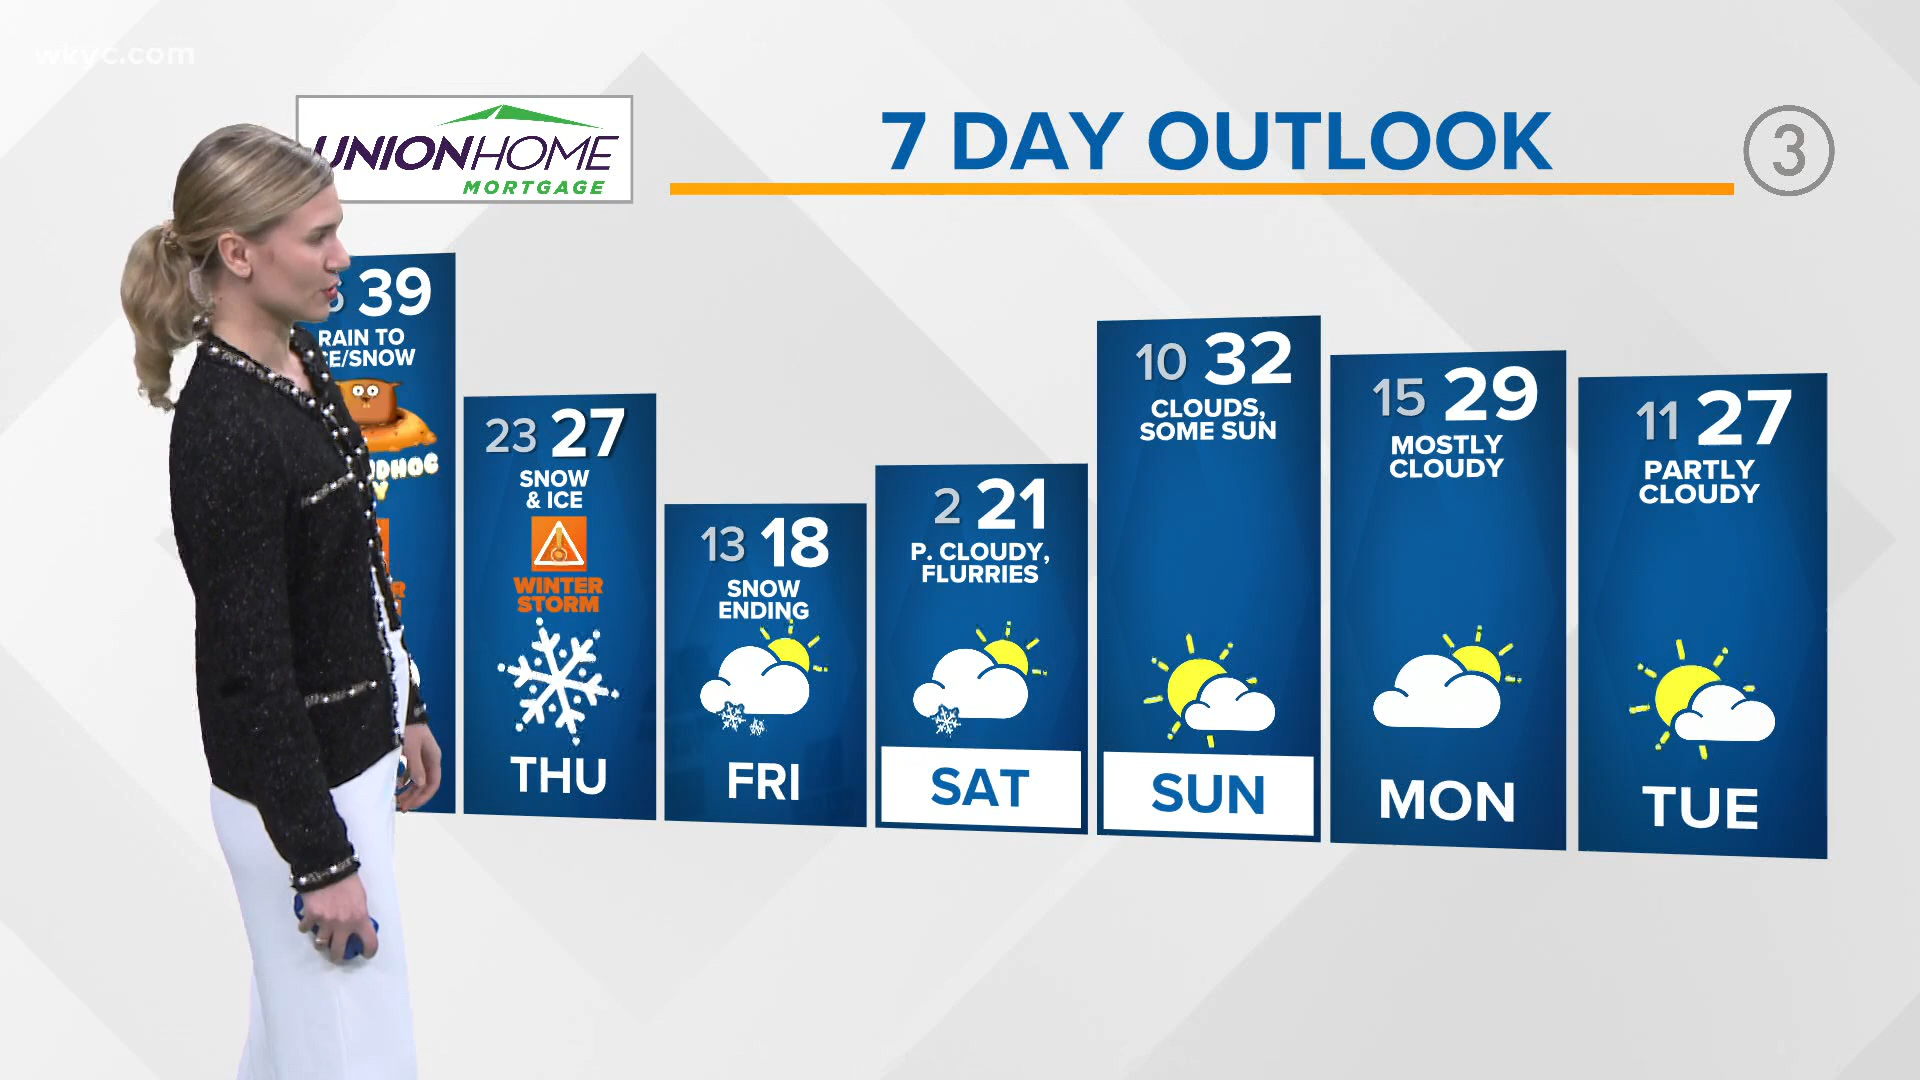 wkyc.com
UNIONHOME
MORTGAGE
7 DAY OUTLOOK
3
39
RAIN TO
/SNOW
23 27
SNOW
& ICE
WINTER
STORM
THU
13 18
SNOW
ENDING
FRI
2 21
P. CLOUDY,
FLURRIES
SAT
10 32
CLOUDS,
SOME SUN
SUN
15 29
MOSTLY
CLOUDY
MON
11 27
PARTLY
CLOUDY
TUE